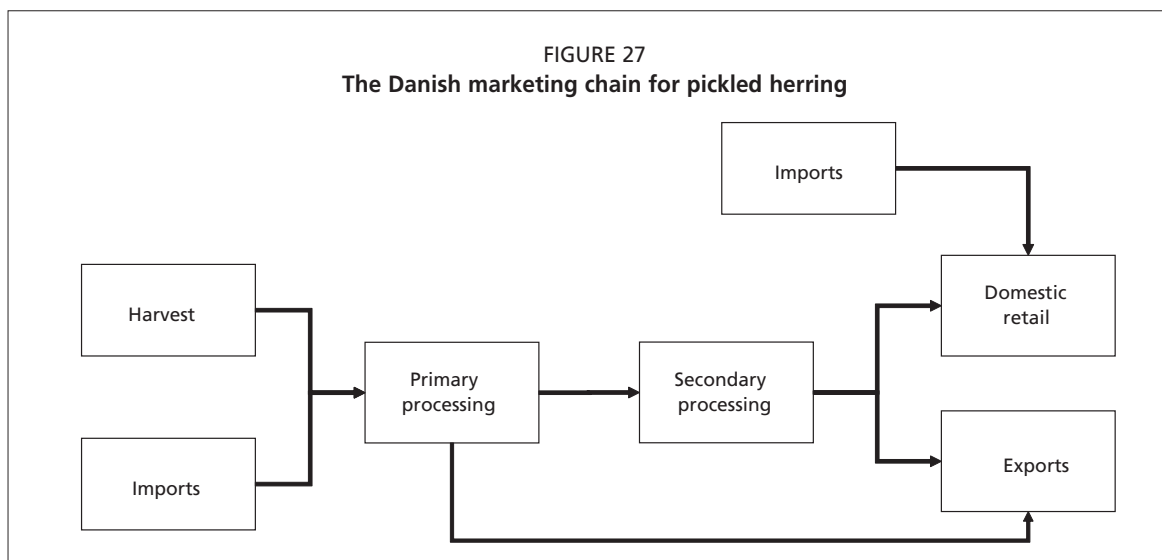 FIGURE 27
The Danish marketing chain for pickled herring
Imports
Harvest
Domestic
retail
Primary
processing
Secondary
processing
Imports
Exports